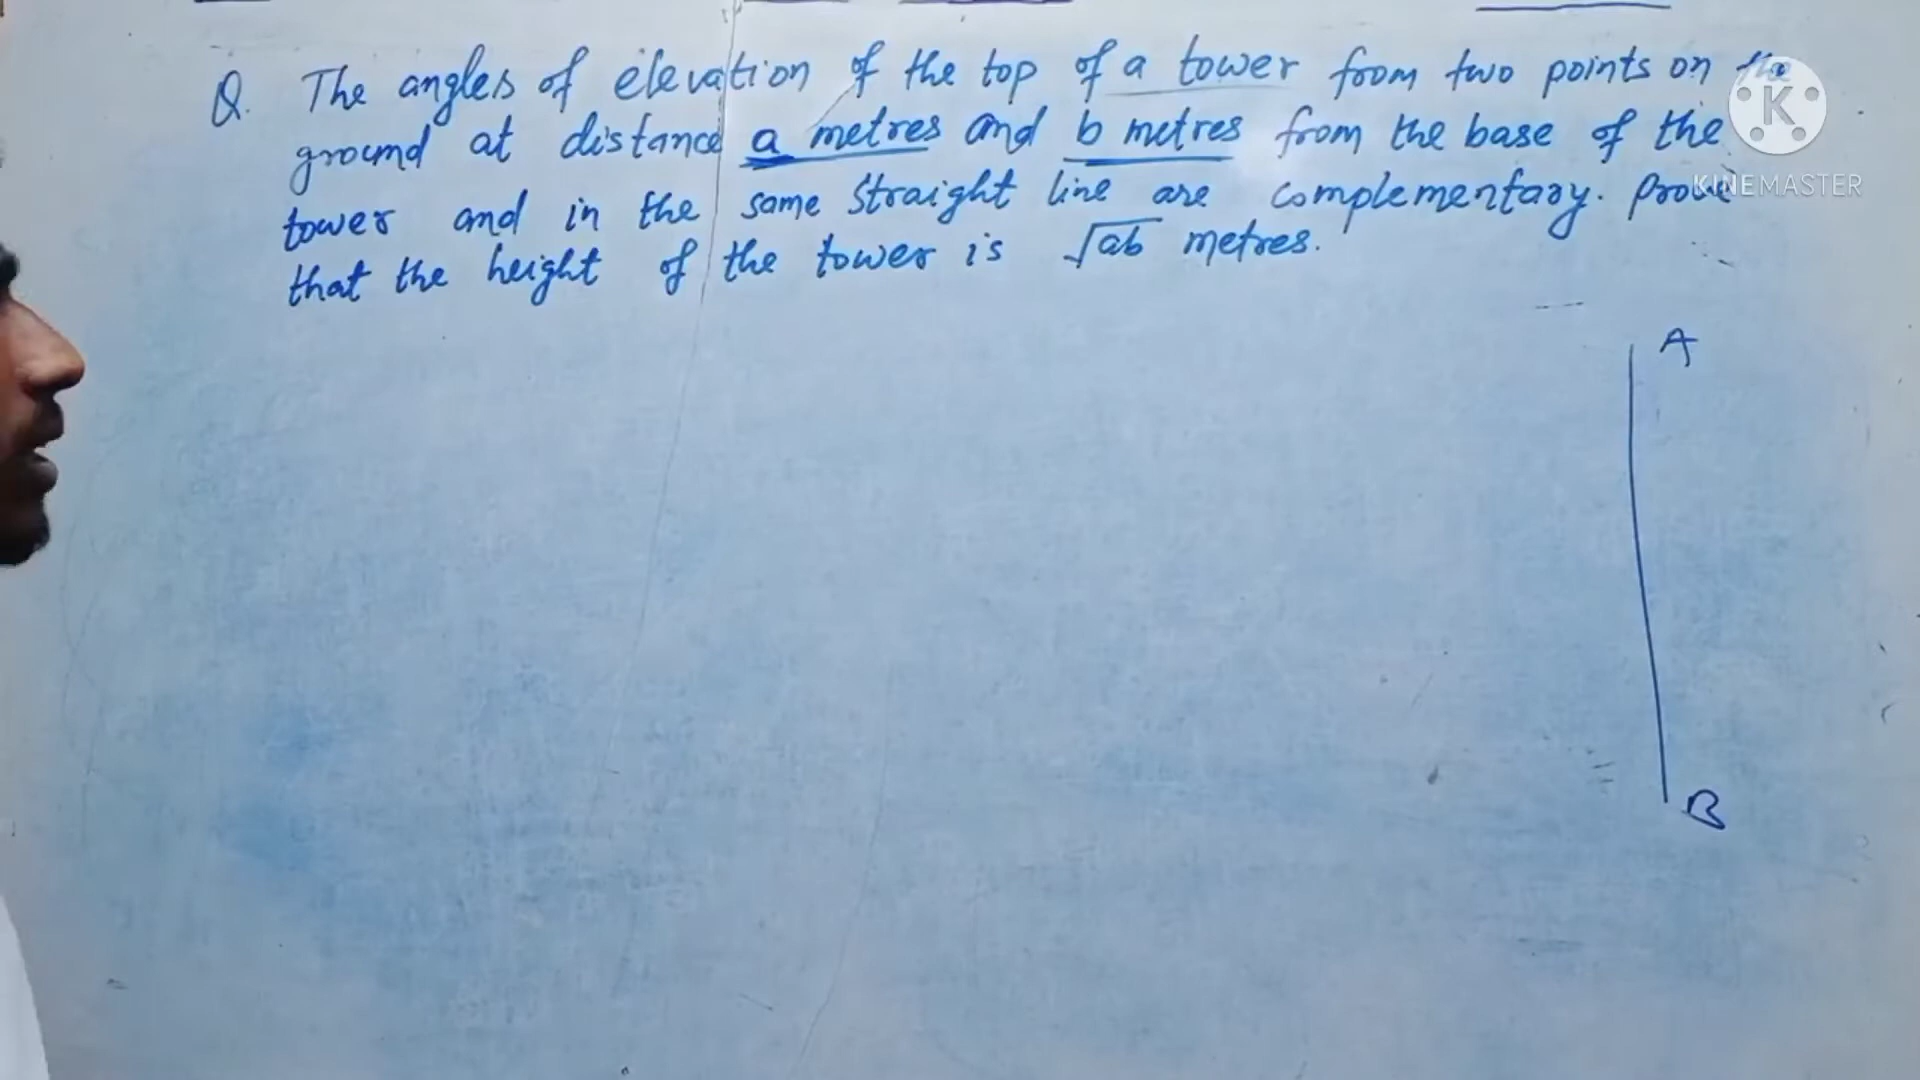 Q. The angles of elevation of the top of a tower from two points on the
ground at distance a metres and b metres from the base of the
tower and in the same straight line are complementary. Prove
that the height of the tower is √ab metres.
K
KINEMASTER
A
B